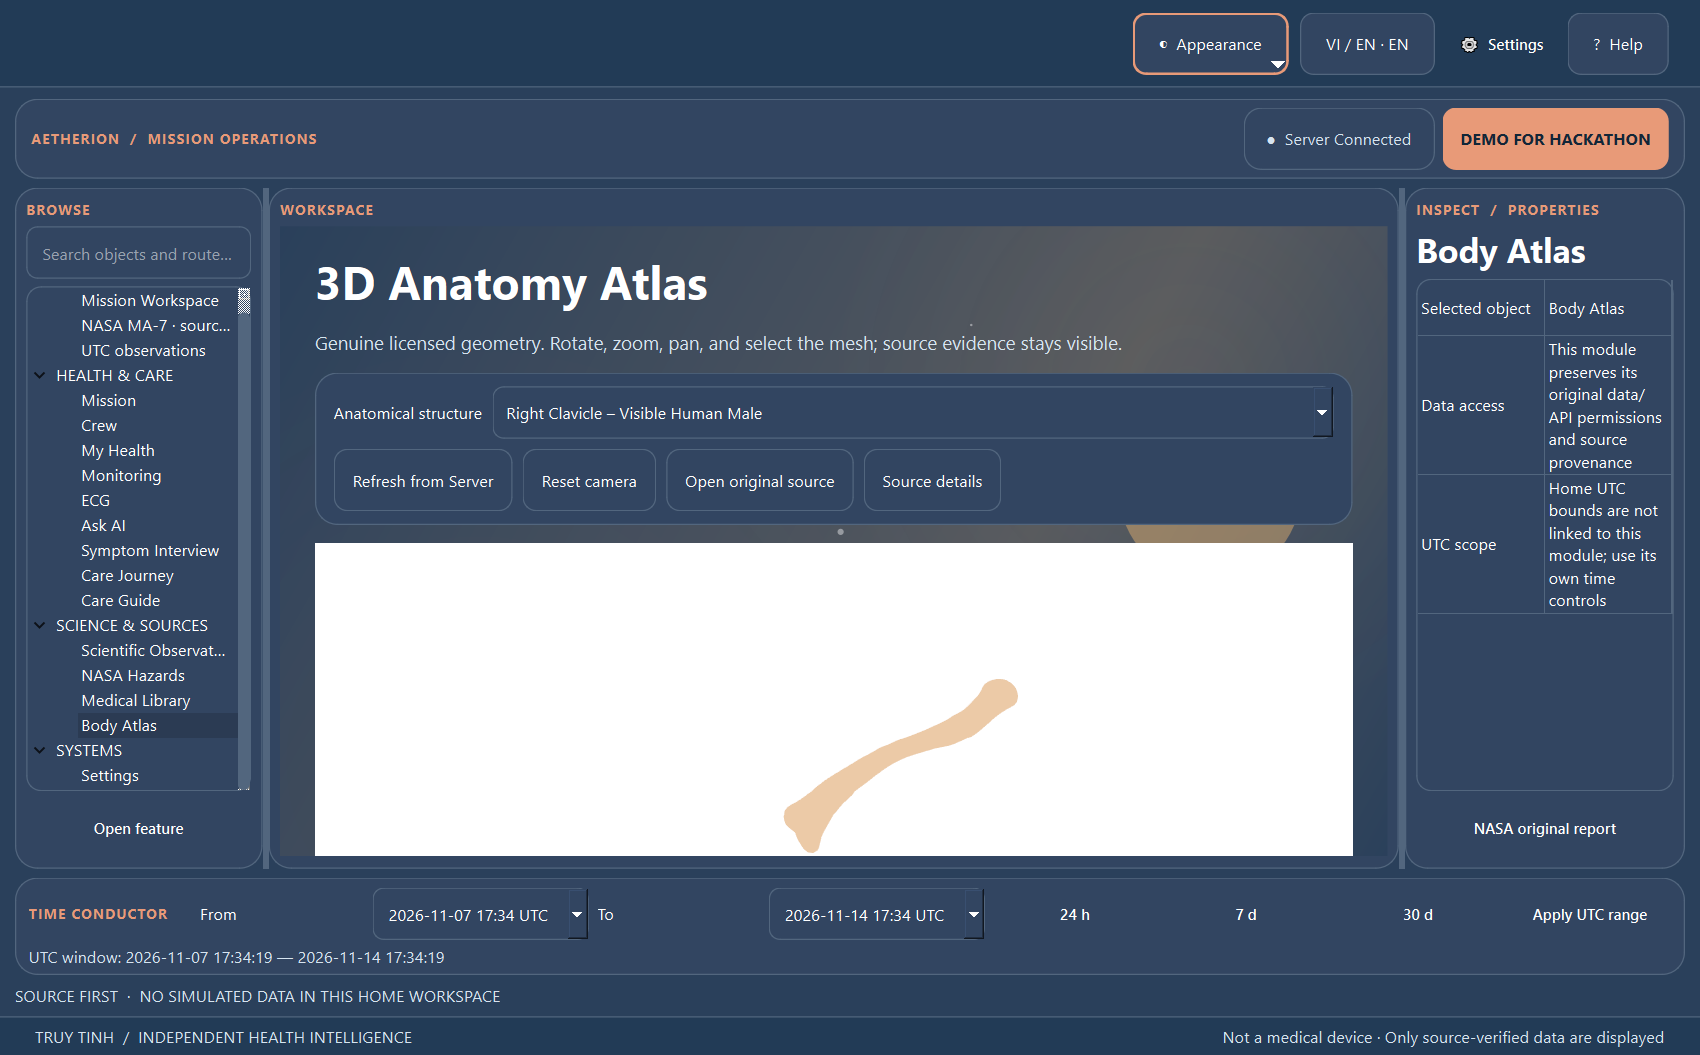 Appearance
VI / EN · EN
Settings
? Help
AETHERION / MISSION OPERATIONS
Server Connected
DEMO FOR HACKATHON
BROWSE
Search objects and route...
Mission Workspace
NASA MA-7 · sourc...
UTC observations
HEALTH & CARE
Mission
Crew
My Health
Monitoring
ECG
Ask AI
Symptom Interview
Care Journey
Care Guide
SCIENCE & SOURCES
Scientific Observat...
NASA Hazards
Medical Library
Body Atlas
SYSTEMS
Settings
Open feature
WORKSPACE
3D Anatomy Atlas
Genuine licensed geometry. Rotate, zoom, pan, and select the mesh; source evidence stays visible.
Anatomical structure
Right Clavicle – Visible Human Male
Refresh from Server
Reset camera
Open original source
Source details
INSPECT / PROPERTIES
Body Atlas
Selected object
Body Atlas
Data access
This module
preserves its
original data/
API permissions
and source
provenance
UTC scope
Home UTC
bounds are not
linked to this
module; use its
own time
controls
NASA original report
TIME CONDUCTOR
From
2026-11-07 17:34 UTC
To
2026-11-14 17:34 UTC
24 h
7 d
30 d
Apply UTC range
UTC window: 2026-11-07 17:34:19 — 2026-11-14 17:34:19
SOURCE FIRST · NO SIMULATED DATA IN THIS HOME WORKSPACE
TRUY TINH / INDEPENDENT HEALTH INTELLIGENCE
Not a medical device · Only source-verified data are displayed